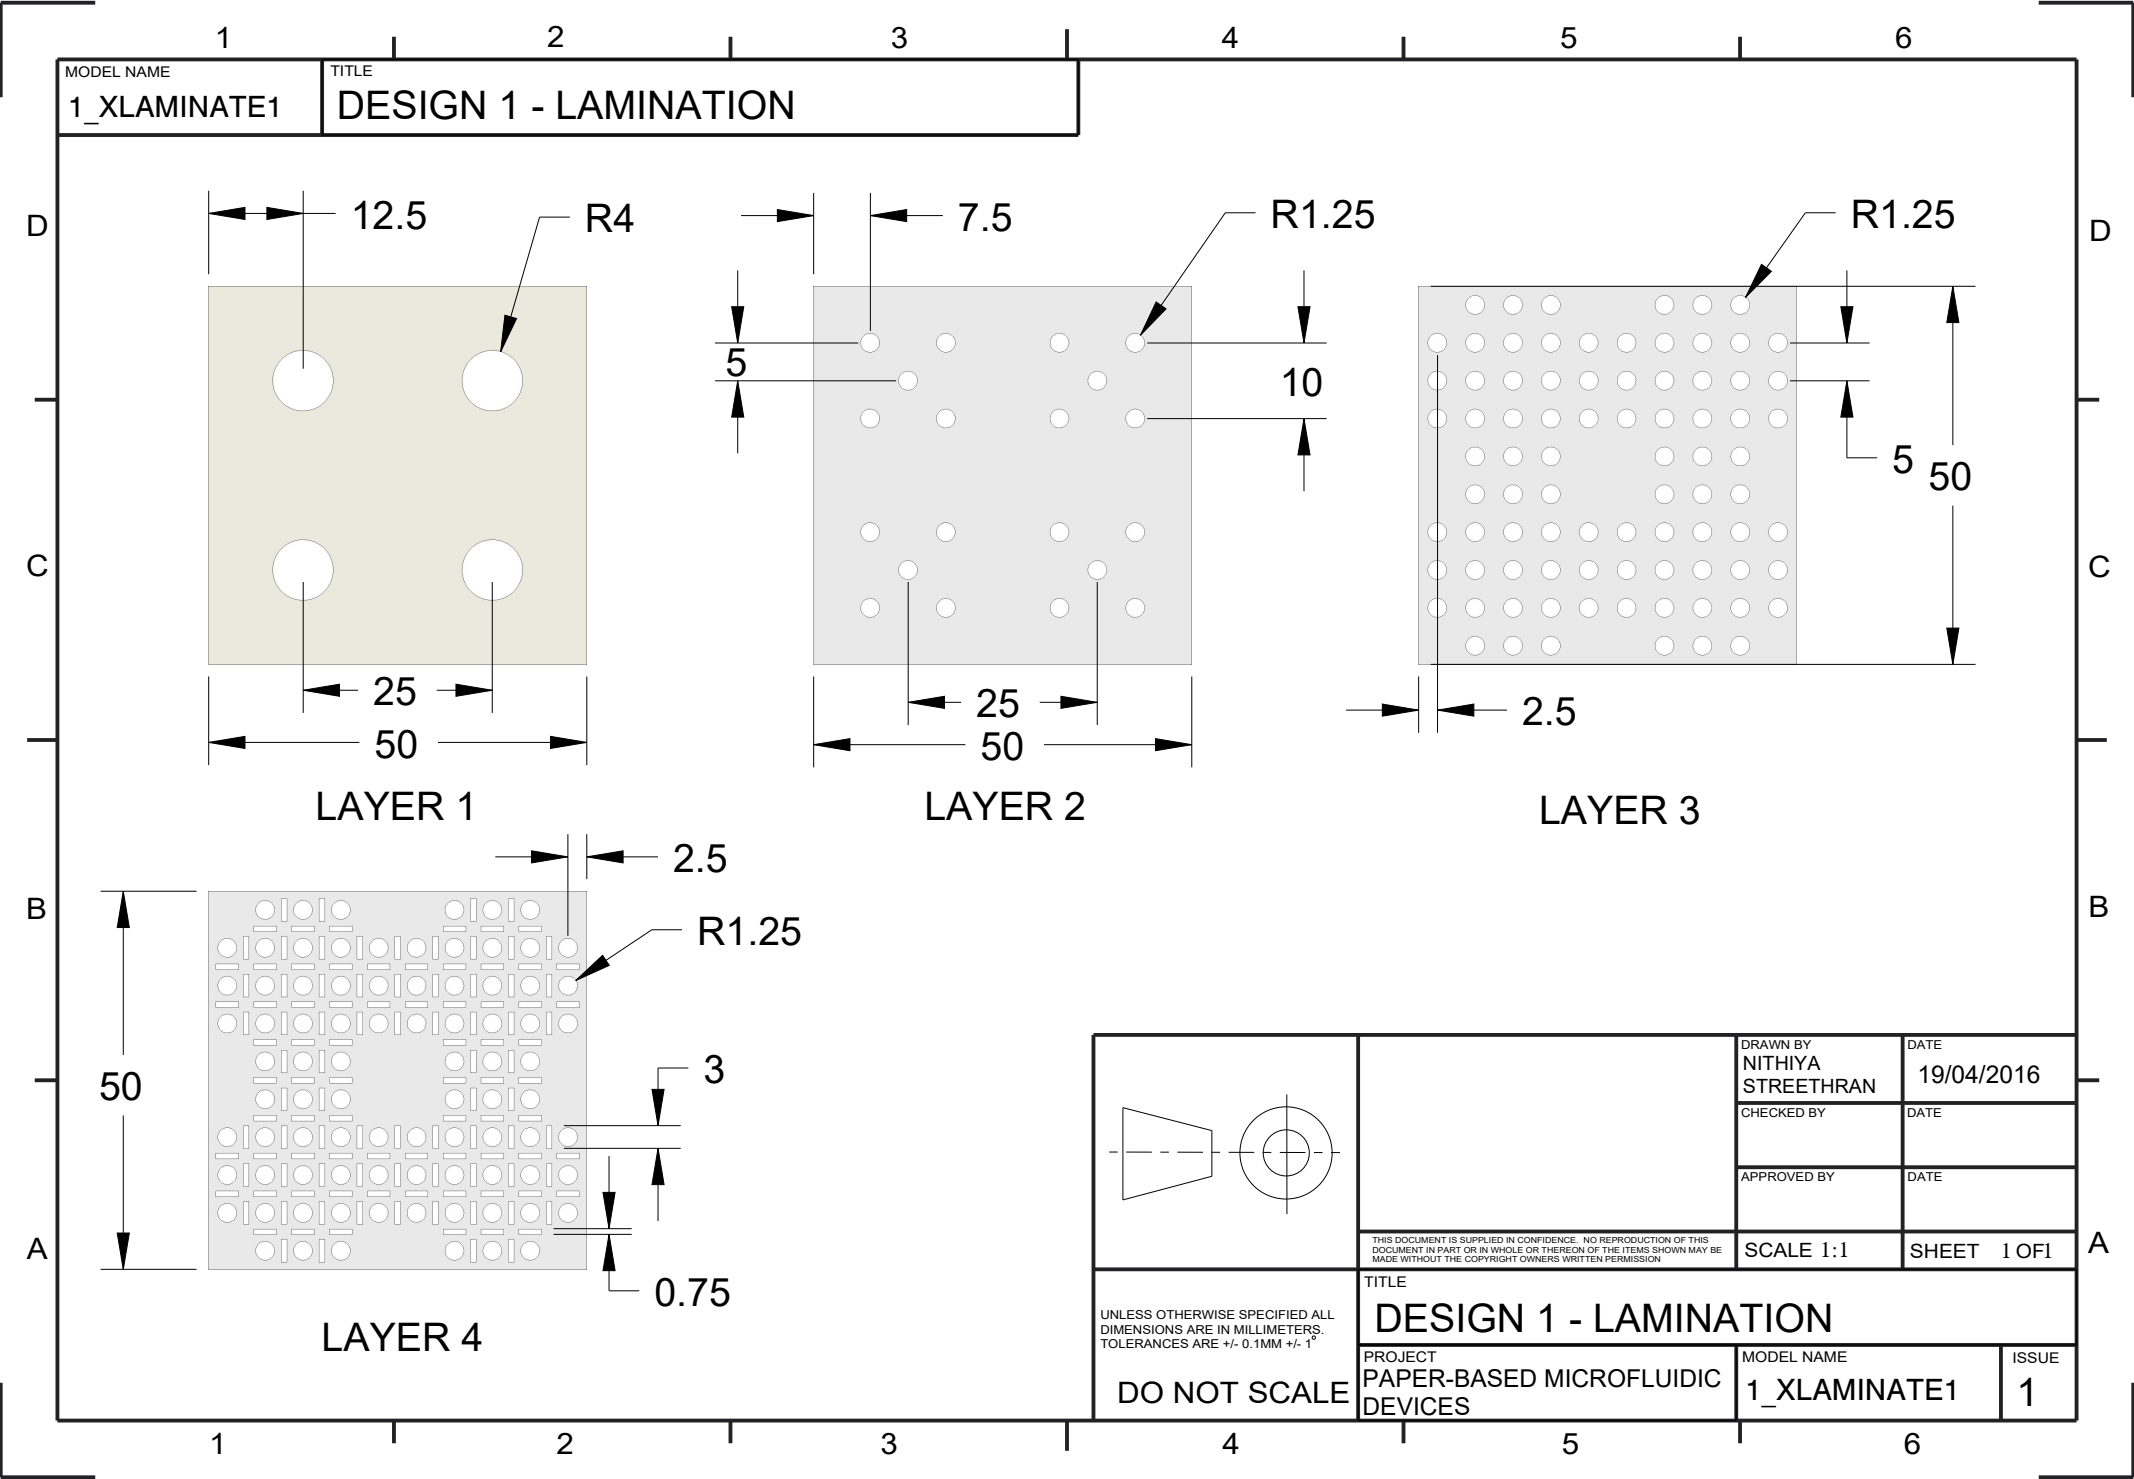 1 2 3 4 5 6
MODEL NAME
1_XLAMINATE1
TITLE
DESIGN 1 - LAMINATION
D
D
12.5
R4
7.5
R1.25
R1.25
5
10
5
50
C
C
25
50
25
50
2.5
LAYER 1
LAYER 2
LAYER 3
2.5
B
B
R1.25
50
3
0.75
LAYER 4
A
A
DRAWN BY
NITHIYA
STREETHRAN
DATE
19/04/2016
CHECKED BY
DATE
APPROVED BY
DATE
THIS DOCUMENT IS SUPPLIED IN CONFIDENCE. NO REPRODUCTION OF THIS
DOCUMENT IN PART OR IN WHOLE OR THEREON OF THE ITEMS SHOWN MAY BE
MADE WITHOUT THE COPYRIGHT OWNERS WRITTEN PERMISSION
SCALE 1:1
SHEET 1 OF1
UNLESS OTHERWISE SPECIFIED ALL
DIMENSIONS ARE IN MILLIMETERS.
TOLERANCES ARE +/- 0.1MM +/- 1°
DO NOT SCALE
TITLE
DESIGN 1 - LAMINATION
PROJECT
PAPER-BASED MICROFLUIDIC
DEVICES
MODEL NAME
1_XLAMINATE1
ISSUE
1
1 2 3 4 5 6